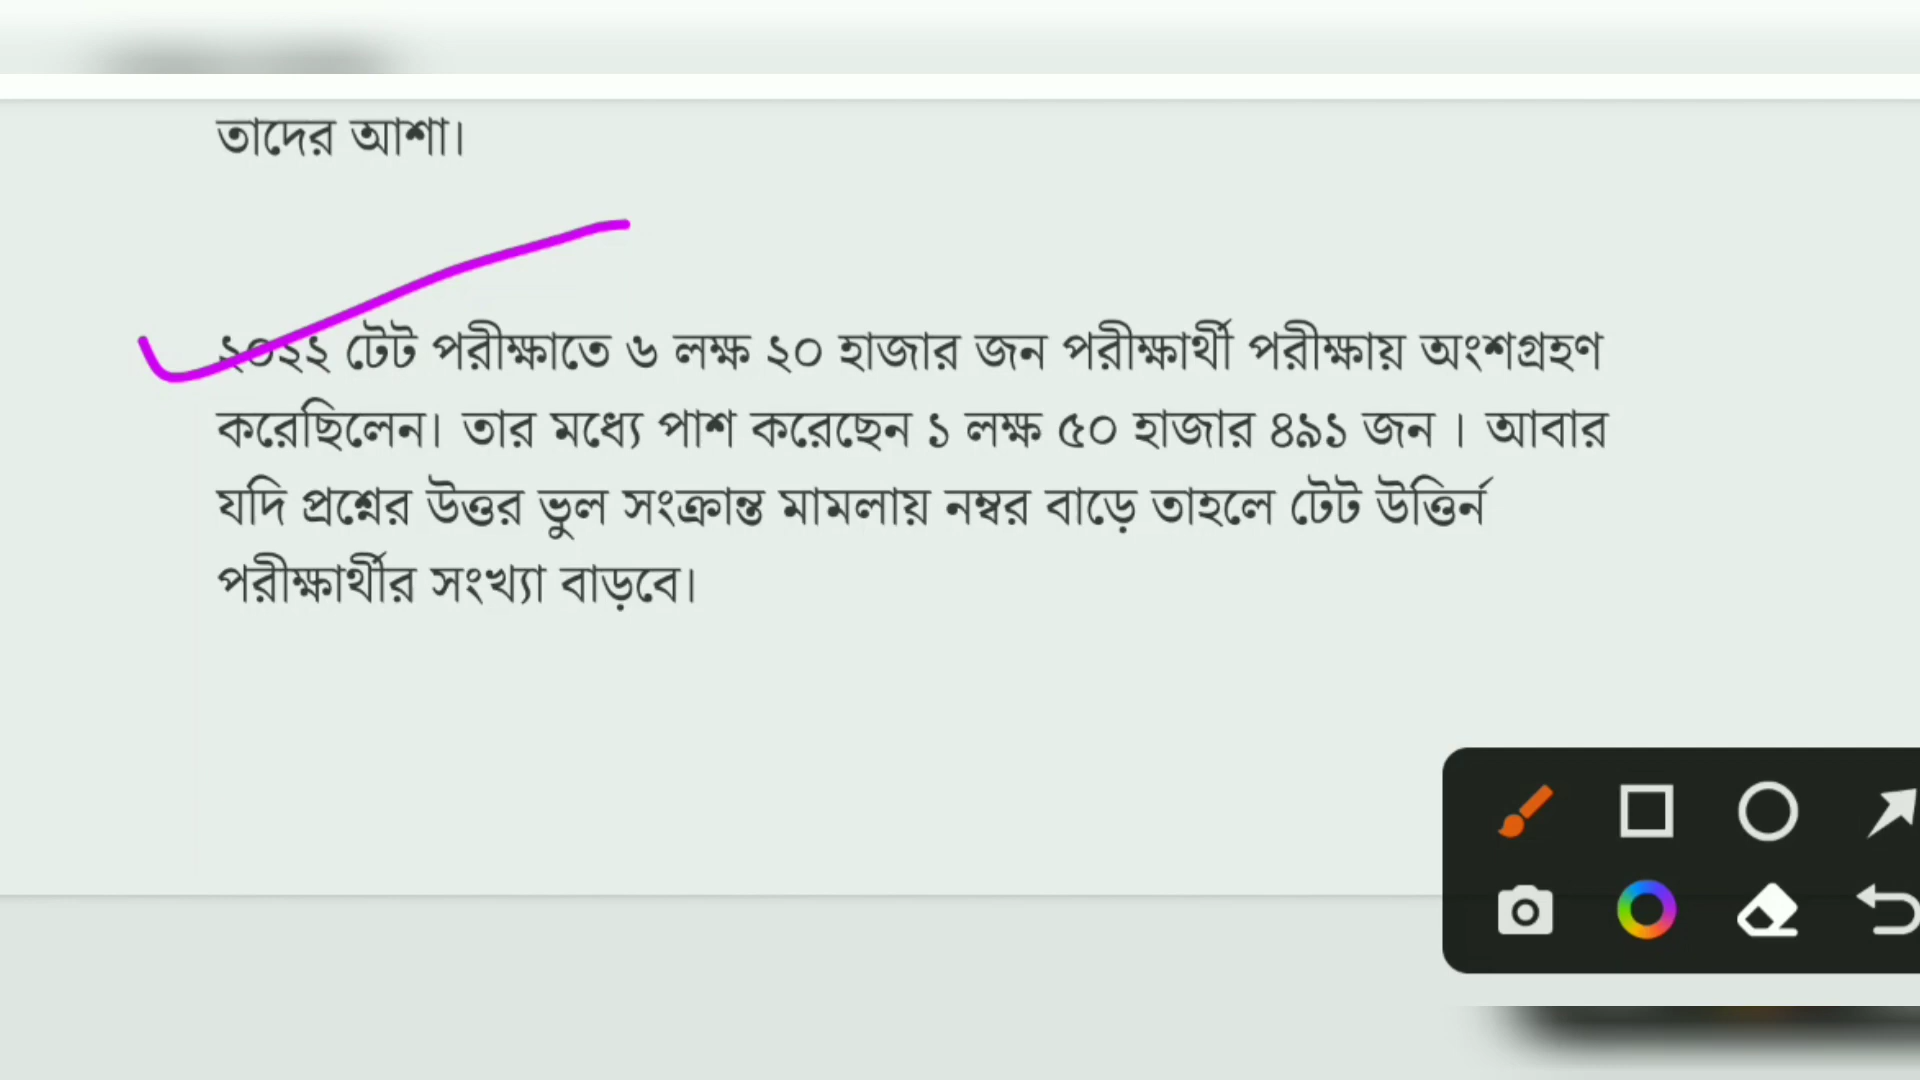 তাদের আশা।
২০২২ টেট পরীক্ষাতে ৬ লক্ষ ২০ হাজার জন পরীক্ষার্থী পরীক্ষায় অংশগ্রহণ
করেছিলেন। তার মধ্যে পাশ করেছেন ১ লক্ষ ৫০ হাজার ৪৯১ জন । আবার
যদি প্রশ্নের উত্তর ভুল সংক্রান্ত মামলায় নম্বর বাড়ে তাহলে টেট উত্তির্ন
পরীক্ষার্থীর সংখ্যা বাড়বে।